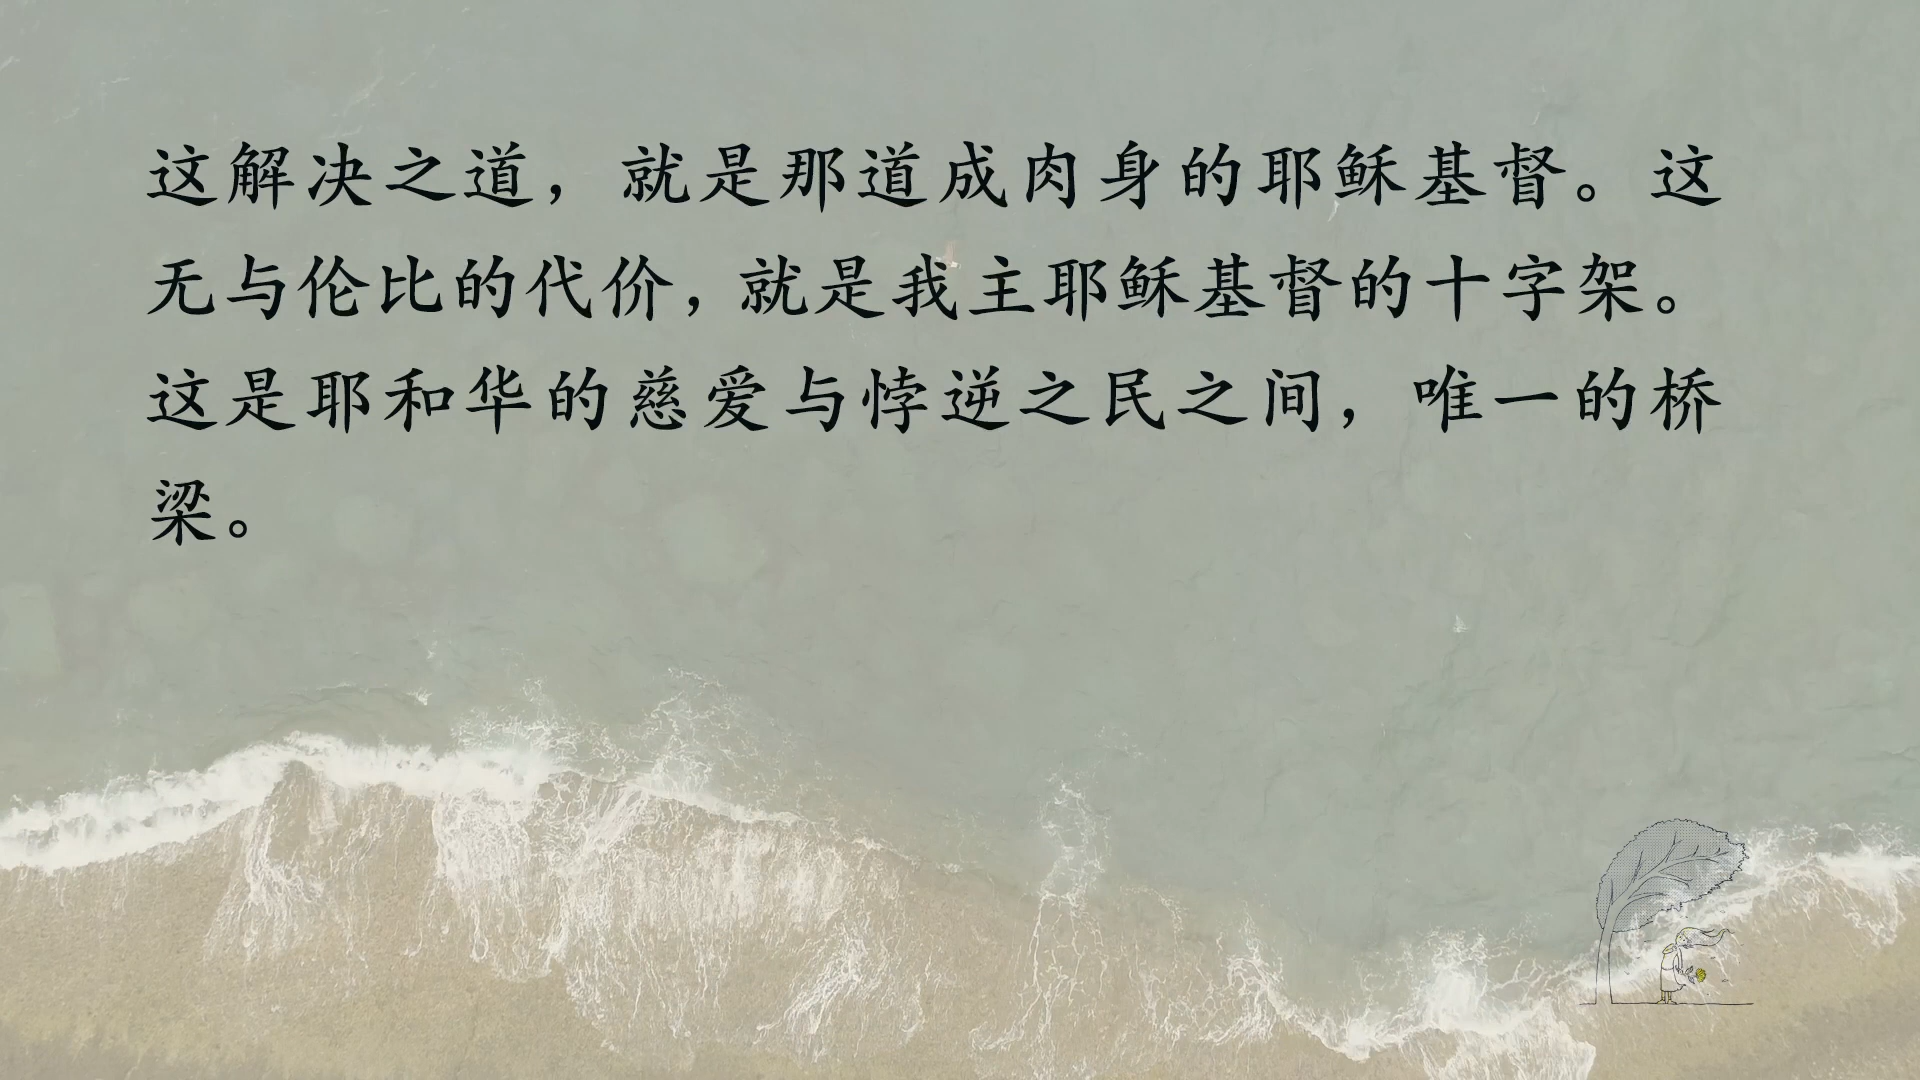 这解决之道，就是那道成肉身的耶稣基督。这
无与伦比的代价，就是我主耶稣基督的十字架。
这是耶和华的慈爱与悖逆之民之间，唯一的桥
梁。